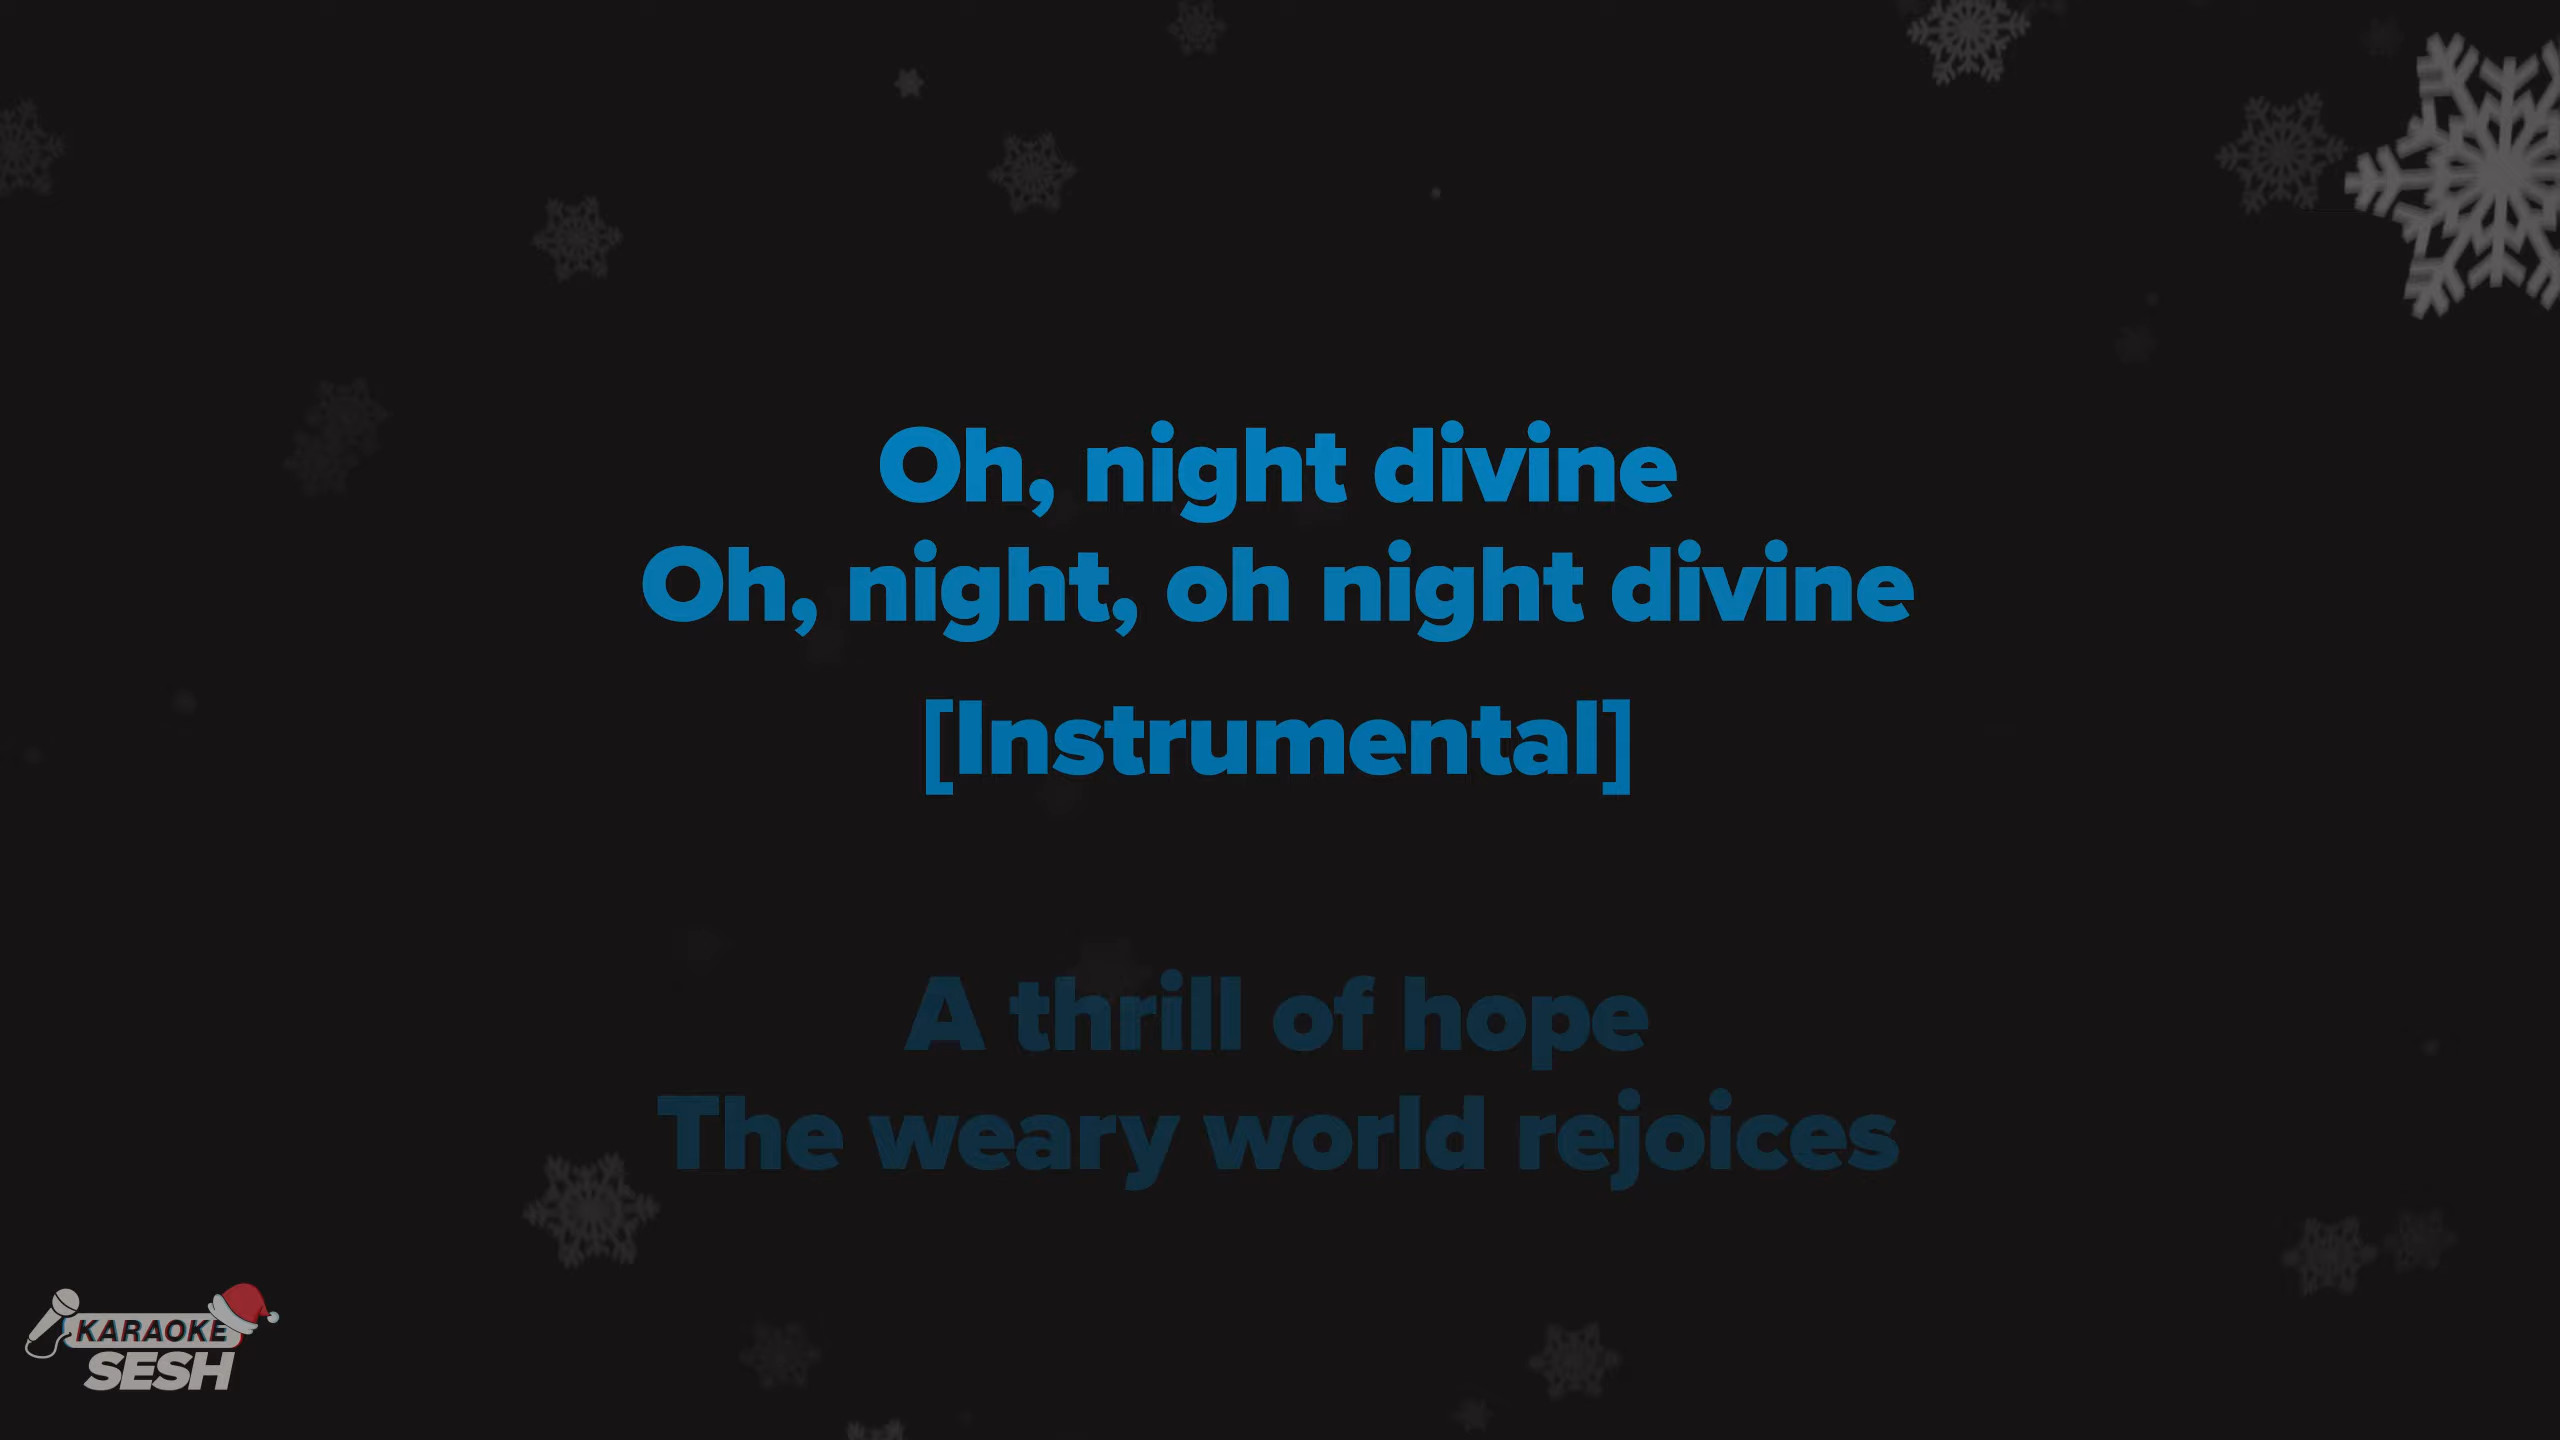 Oh, night divine
Oh, night, oh night divine
[Instrumental]
A thrill of hope
The weary world rejoices
KARAOKE
SESH